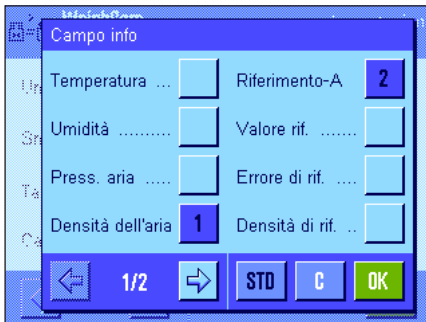 Campo info
Temperatura ...
Riferimento-A 2
Umidità ..........
Valore rif. .......
Press. aria .....
Errore di rif. ....
Densità dell'aria 1
Densità di rif. ..
1/2 STD C OK